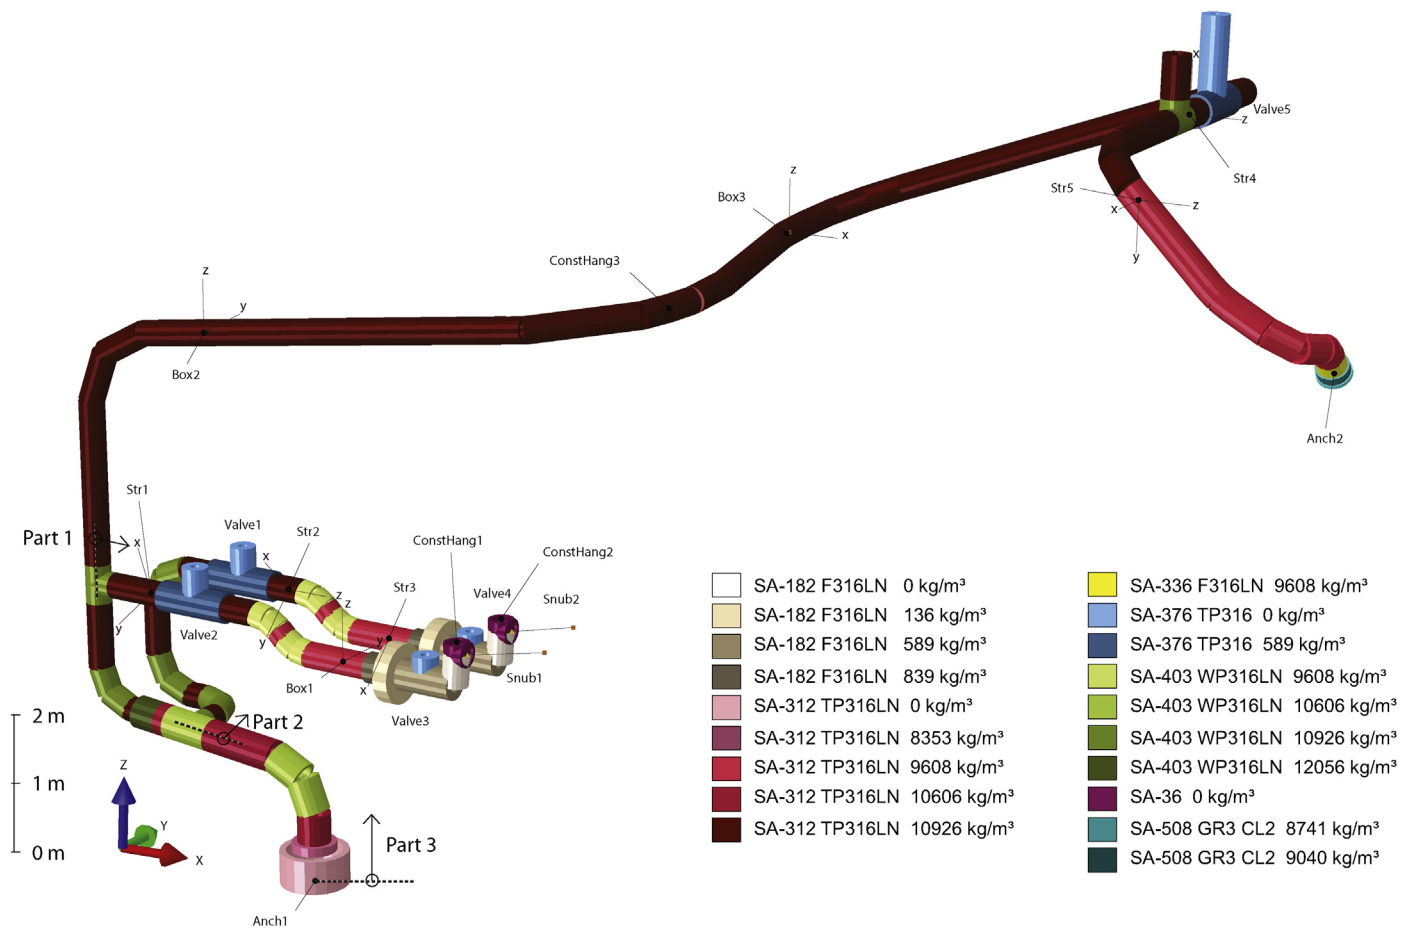 x
Valve5
z
Str4
Str5
x
z
y
z
Box3
x
ConstHang3
z
y
Box2
Anch2
Str1
Part 1
x
Valve1
Str2
x
ConstHang1
ConstHang2
z
z
Str3
Valve4
Snub2
y
Valve2
y
y
Box1
x
Snub1
Valve3
Part 2
2 m
1 m
0 m
Z
Y
X
Part 3
Anch1
SA-182 F316LN 0 kg/m³
SA-182 F316LN 136 kg/m³
SA-182 F316LN 589 kg/m³
SA-182 F316LN 839 kg/m³
SA-312 TP316LN 0 kg/m³
SA-312 TP316LN 8353 kg/m³
SA-312 TP316LN 9608 kg/m³
SA-312 TP316LN 10606 kg/m³
SA-312 TP316LN 10926 kg/m³
SA-336 F316LN 9608 kg/m³
SA-376 TP316 0 kg/m³
SA-376 TP316 589 kg/m³
SA-403 WP316LN 9608 kg/m³
SA-403 WP316LN 10606 kg/m³
SA-403 WP316LN 10926 kg/m³
SA-403 WP316LN 12056 kg/m³
SA-36 0 kg/m³
SA-508 GR3 CL2 8741 kg/m³
SA-508 GR3 CL2 9040 kg/m³